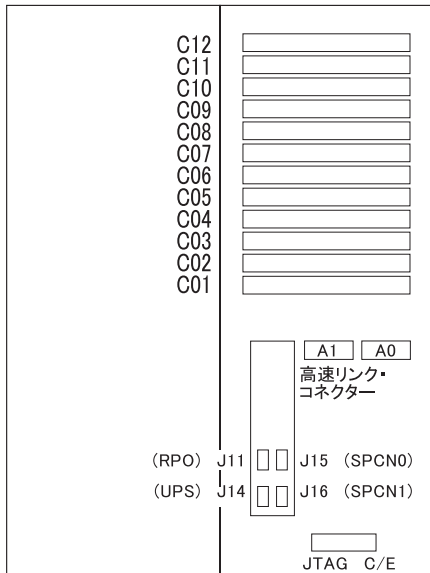 C12
C11
C10
C09
C08
C07
C06
C05
C04
C03
C02
C01
A1 A0
高速リンク・
コネクター
(RPO) J11 J15 (SPCN0)
(UPS) J14 J16 (SPCN1)
JTAG C/E